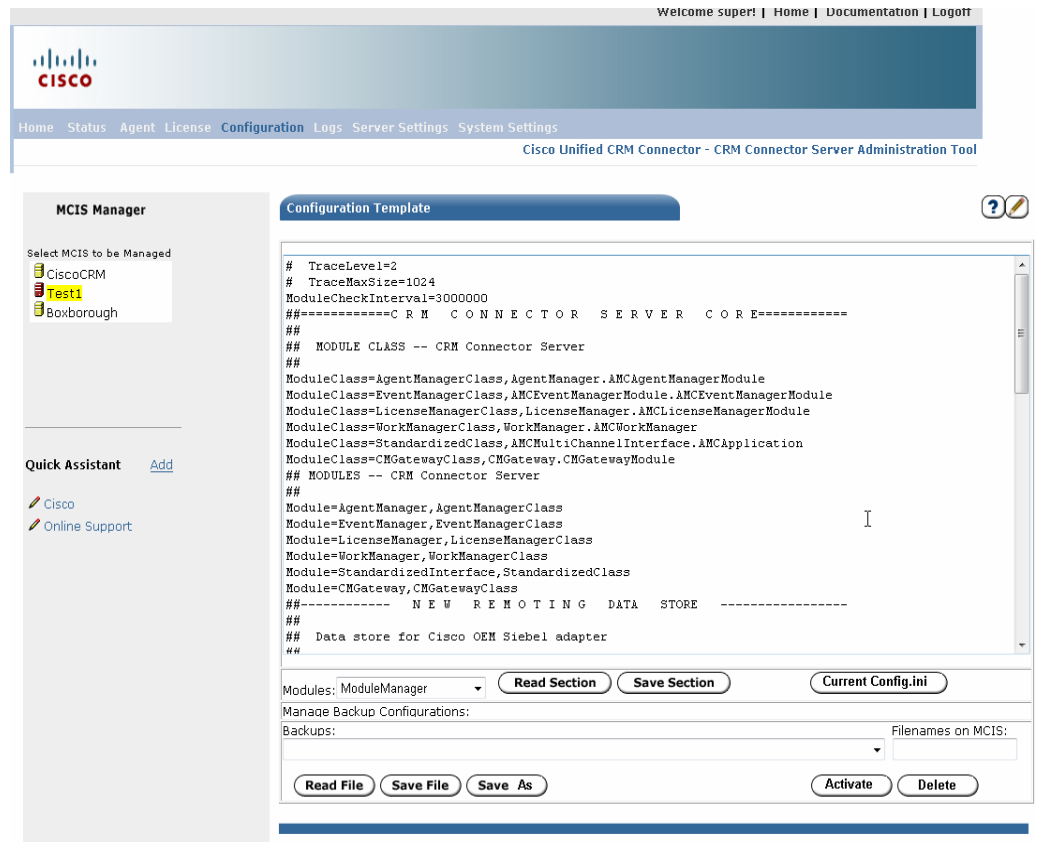 Welcome super! | Home | Documentation | Logoff
CISCO
Home Status Agent License Configuration Logs Server Settings System Settings
Cisco Unified CRM Connector - CRM Connector Server Administration Tool
MCIS Manager
Select MCIS to be Managed
CiscoCRM
Test1
Boxborough
Quick Assistant Add
Cisco
Online Support
Configuration Template
?
# TraceLevel=2
# TraceMaxSize=1024
ModuleCheckInterval=3000000
##============C R M C O N N E C T O R S E R V E R C O R E============
##
## MODULE CLASS -- CRM Connector Server
##
ModuleClass=AgentManagerClass,AgentManager.AMCAgentManagerModule
ModuleClass=EventManagerClass,AMCEventManagerModule.AMCEventManagerModule
ModuleClass=LicenseManagerClass,LicenseManager.AMCLicenseManagerModule
ModuleClass=WorkManagerClass,WorkManager.AMCWorkManager
ModuleClass=StandardizedClass,AMCMultiChannelInterface.AMCApplication
ModuleClass=CMGatewayClass,CMGateway.CMGatewayModule
## MODULES -- CRM Connector Server
##
Module=AgentManager,AgentManagerClass
Module=EventManager,EventManagerClass
Module=LicenseManager,LicenseManagerClass
Module=WorkManager,WorkManagerClass
Module=StandardizedInterface,StandardizedClass
Module=CMGateway,CMGatewayClass
##------------ N E W R E M O T I N G DATA STORE -----------------
##
## Data store for Cisco OEM Siebel adapter
##
Modules: ModuleManager Read Section Save Section Current Config.ini
Manage Backup Configurations:
Backups: Filenames on MCIS:
Read File Save File Save As Activate Delete